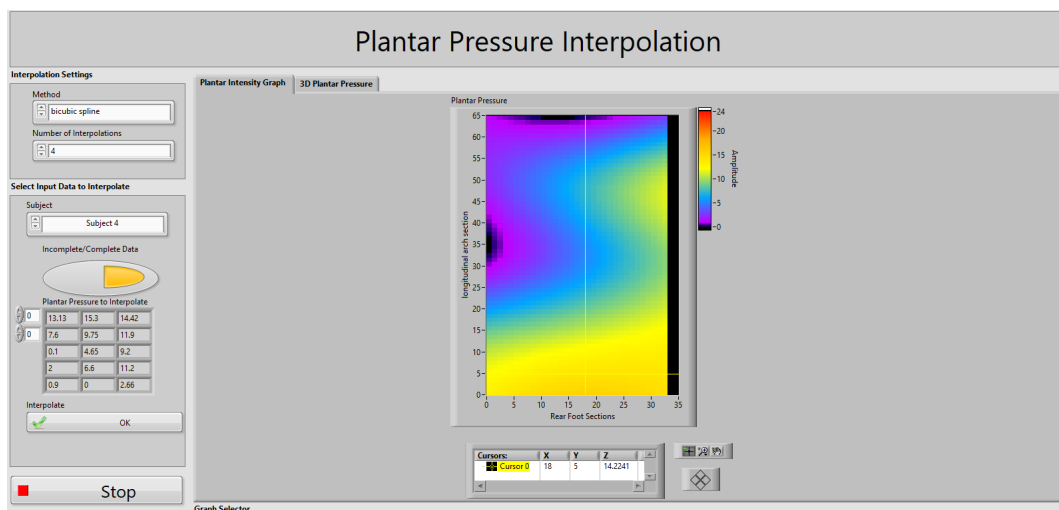 Plantar Pressure Interpolation
Interpolation Settings
Method
bicubic spline
Number of Interpolations
4
Select Input Data to Interpolate
Subject
Subject 4
Incomplete/Complete Data
Plantar Pressure to Interpolate
0 13.13 15.3 14.42
0 7.6 9.75 11.9
0.1 4.65 9.2
2 6.6 11.2
0.9 0 2.66
Interpolate
OK
Stop
Plantar Intensity Graph 3D Plantar Pressure
Plantar Pressure
longitudinal arch section
65
60
55
50
45
40
35
30
25
20
15
10
5
0
0 5 10 15 20 25 30 35
Rear Foot Sections
24
20
15
10
5
0
Amplitude
Cursors: X Y Z
Cursor 0 18 5 14.2241
Graph Selector